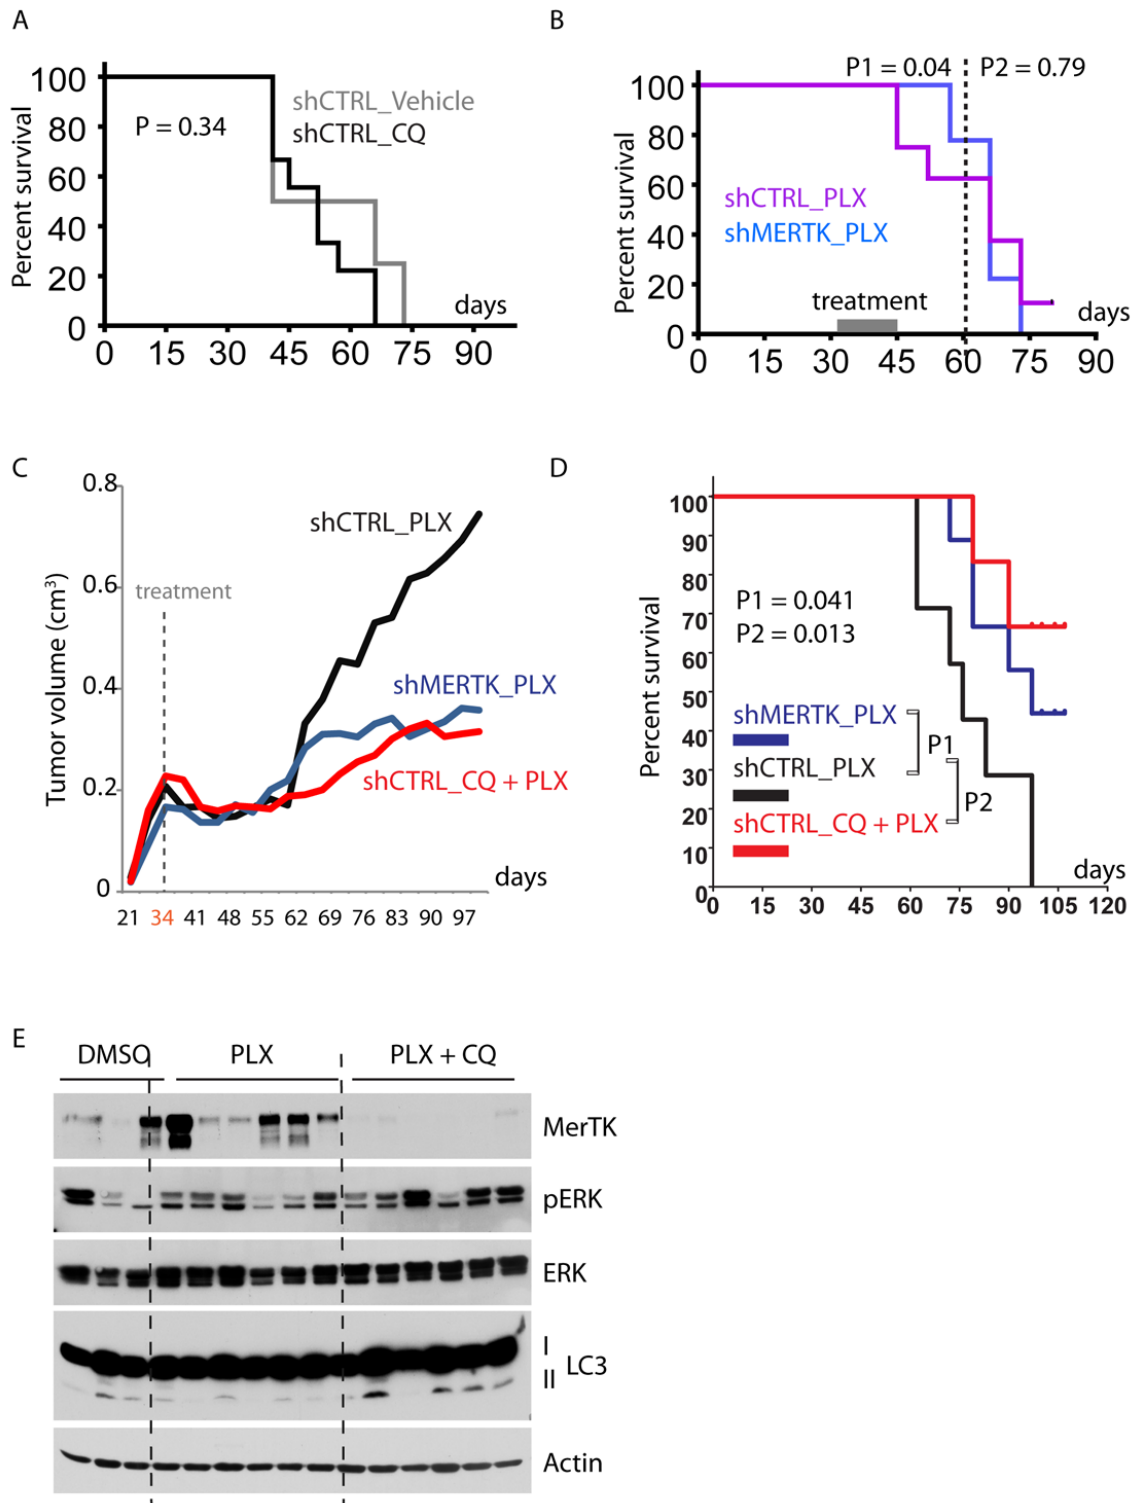 A
100
80
60
40
20
0
Percent survival
P = 0.34
shCTRL_Vehicle
shCTRL_CQ
days
0 15 30 45 60 75 90
B
P1 = 0.04 P2 = 0.79
100
80
60
40
20
0
Percent survival
shCTRL_PLX
shMERTK_PLX
treatment
days
0 15 30 45 60 75 90
C
0.8
0.6
0.4
0.2
0
Tumor volume (cm³)
treatment
shCTRL_PLX
shMERTK_PLX
shCTRL_CQ + PLX
days
21 34 41 48 55 62 69 76 83 90 97
D
100
90
80
70
60
50
40
30
20
10
0
Percent survival
P1 = 0.041
P2 = 0.013
shMERTK_PLX
P1
shCTRL_PLX
P2
shCTRL_CQ + PLX
days
0 15 30 45 60 75 90 105 120
E
DMSO PLX PLX + CQ
MerTK
pERK
ERK
I
II LC3
Actin